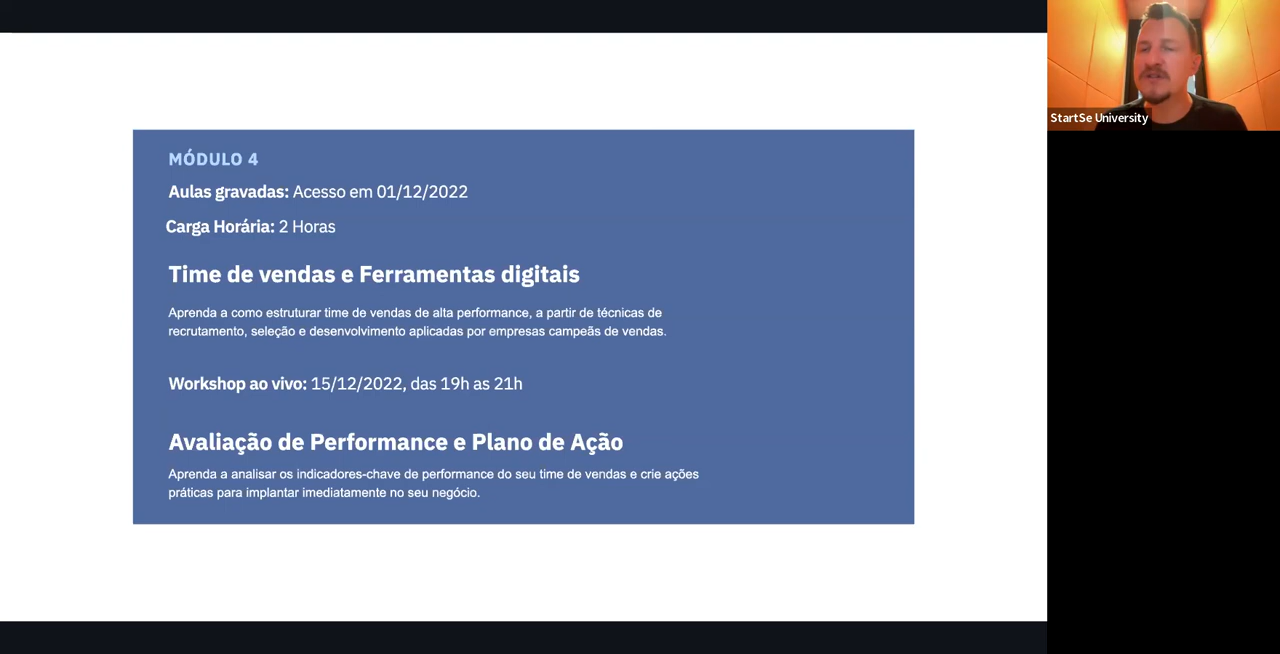 MÓDULO 4
Aulas gravadas: Acesso em 01/12/2022
Carga Horária: 2 Horas
Time de vendas e Ferramentas digitais
Aprenda a como estruturar time de vendas de alta performance, a partir de técnicas de
recrutamento, seleção e desenvolvimento aplicadas por empresas campeãs de vendas.
Workshop ao vivo: 15/12/2022, das 19h as 21h
Avaliação de Performance e Plano de Ação
Aprenda a analisar os indicadores-chave de performance do seu time de vendas e crie ações
práticas para implantar imediatamente no seu negócio.
StartSe University